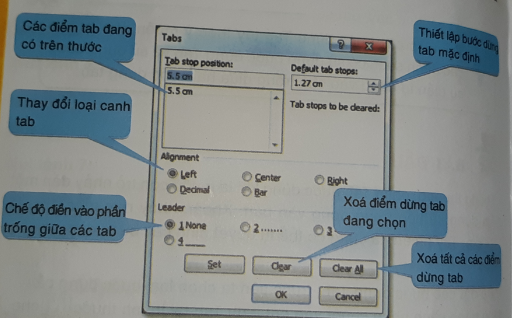 Các điểm tab đang
có trên thước
Thiết lập bước dừng
tab mặc định
Thay đổi loại canh
tab
Chế độ điền vào phần
trống giữa các tab
Xoá điểm dừng tab
đang chọn
Xoá tất cả các điểm
dừng tab
Tabs
Tab stop position:
Default tab stops:
5.5 cm
1.27 cm
5.5 cm
Tab stops to be cleared:
Alignment
Left
Center
Right
Decimal
Bar
Leader
1 None
2 .......
3
4 ____
Set
Clear
Clear All
OK
Cancel